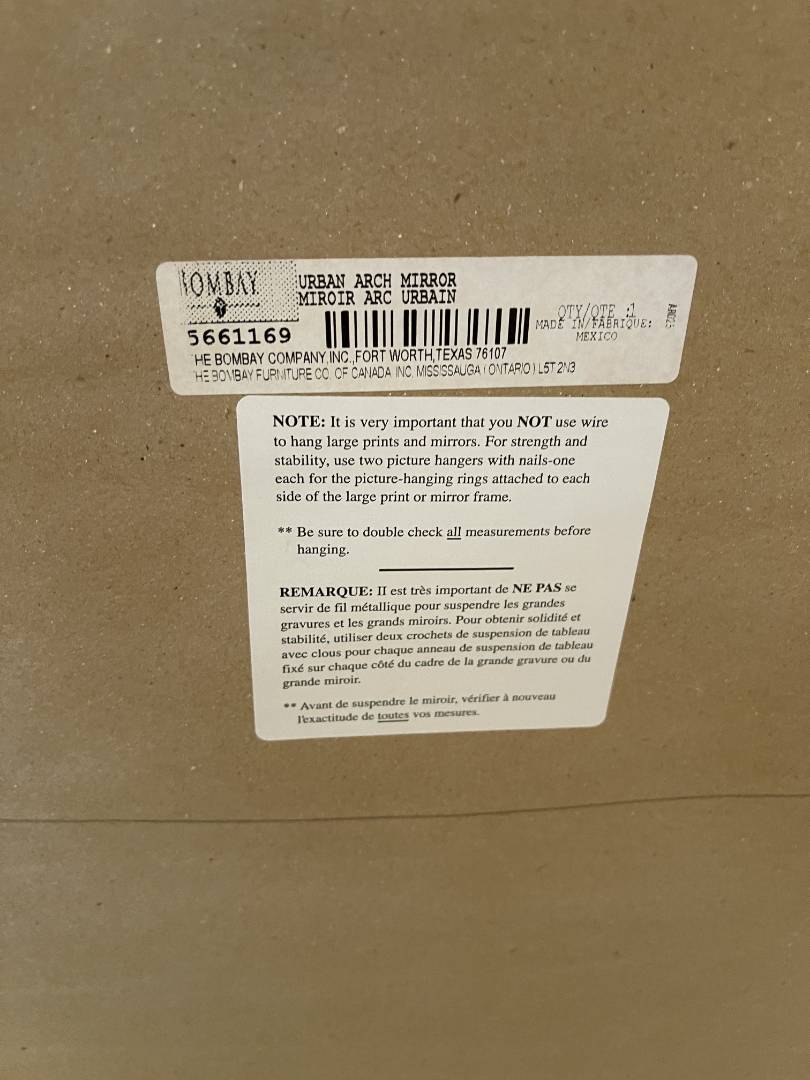 BOMBAY
URBAN ARCH MIRROR
MIROIR ARC URBAIN
5661169
QTY/QTE :1
MADE IN/FABRIQUE:
MEXICO
HE BOMBAY COMPANY,INC.,FORT WORTH,TEXAS 76107
HE BOMBAY FURNITURE CO. OF CANADA INC. MISSISSAUGA ( ONTARIO ) L5T 2N3
NOTE: It is very important that you NOT use wire
to hang large prints and mirrors. For strength and
stability, use two picture hangers with nails-one
each for the picture-hanging rings attached to each
side of the large print or mirror frame.
** Be sure to double check all measurements before
hanging.
REMARQUE: II est très important de NE PAS se
servir de fil métallique pour suspendre les grandes
gravures et les grands miroirs. Pour obtenir solidité et
stabilité, utiliser deux crochets de suspension de tableau
avec clous pour chaque anneau de suspension de tableau
fixé sur chaque côté du cadre de la grande gravure ou du
grande miroir.
** Avant de suspendre le miroir, vérifier à nouveau
l'exactitude de toutes vos mesures.